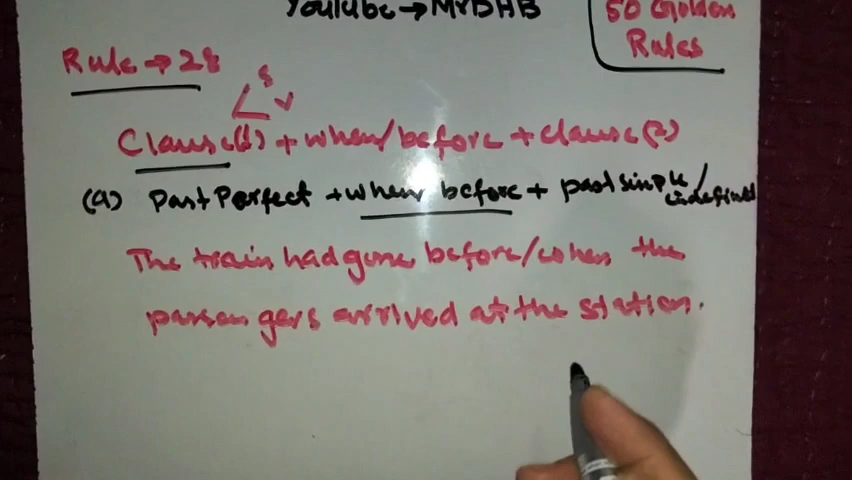 YouTube → MYDHB
50 Golden Rules
Rule → 28
S
V
Clause(1) + when/before + clause(2)
(a) Past Perfect + when before + past simple/indefinite
The train had gone before/when the
passengers arrived at the station.